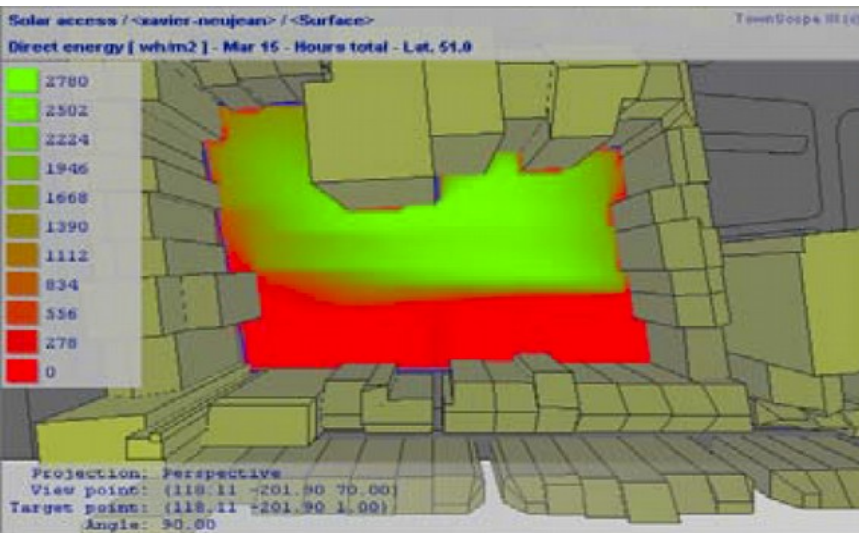 Solar access / <xavier-neujean> / <Surface>
TownScope III (c)
Direct energy [ wh/m2 ] - Mar 15 - Hours total - Lat. 51.0
2780
2502
2224
1946
1668
1390
1112
834
556
278
0
Projection: Perspective
View point: (118.11 -201.90 70.00)
Target point: (118.11 -201.90 1.00)
Angle: 90.00